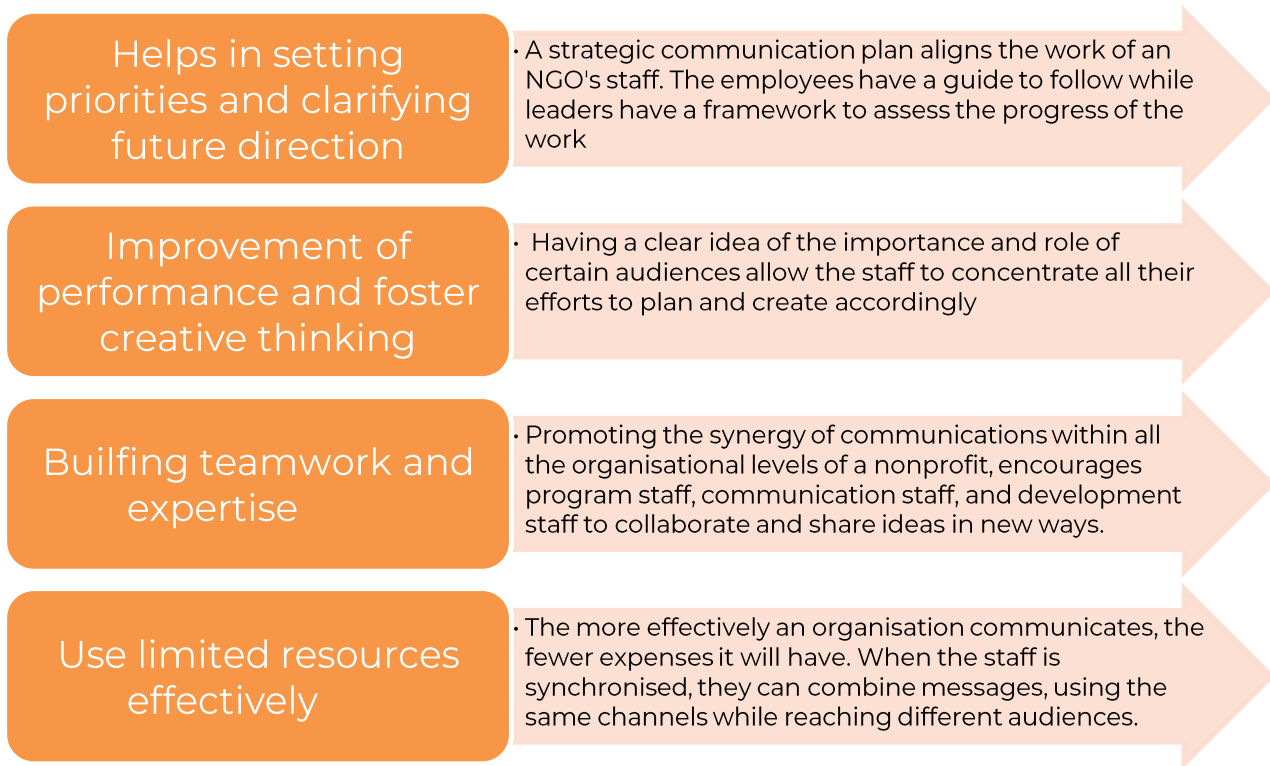 Helps in setting
priorities and clarifying
future direction
• A strategic communication plan aligns the work of an
NGO's staff. The employees have a guide to follow while
leaders have a framework to assess the progress of the
work
Improvement of
performance and foster
creative thinking
• Having a clear idea of the importance and role of
certain audiences allow the staff to concentrate all their
efforts to plan and create accordingly
Builfing teamwork and
expertise
• Promoting the synergy of communications within all
the organisational levels of a nonprofit, encourages
program staff, communication staff, and development
staff to collaborate and share ideas in new ways.
Use limited resources
effectively
• The more effectively an organisation communicates, the
fewer expenses it will have. When the staff is
synchronised, they can combine messages, using the
same channels while reaching different audiences.